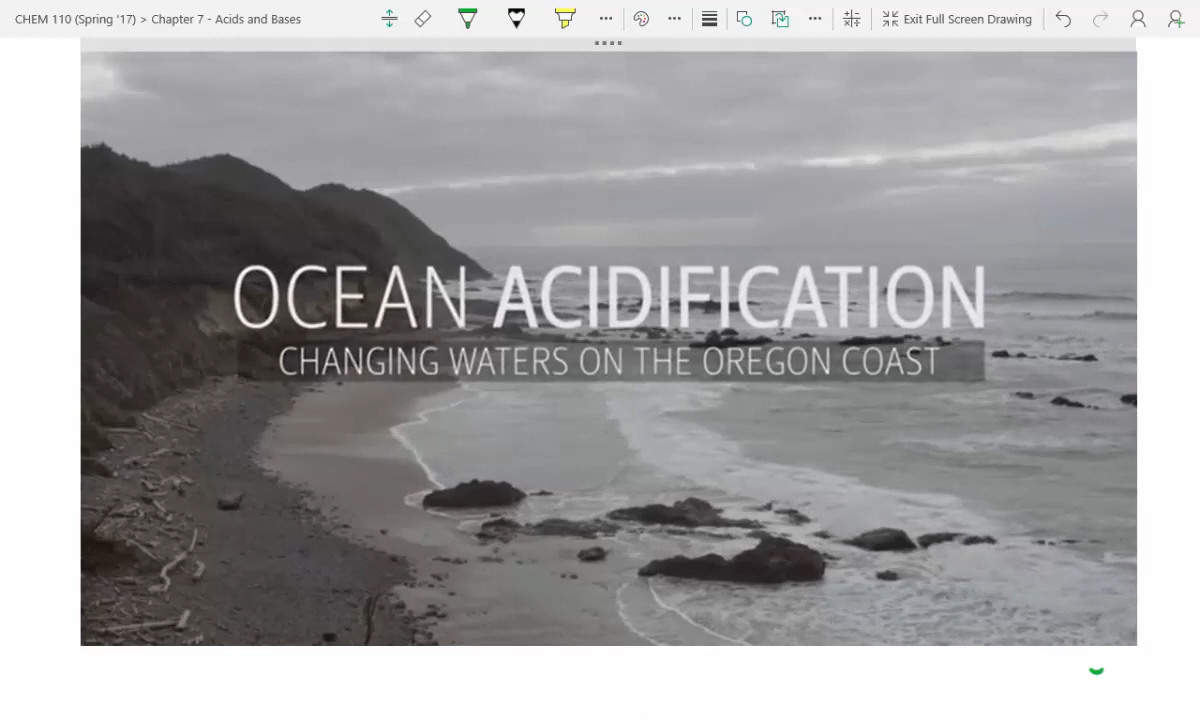 CHEM 110 (Spring '17) > Chapter 7 - Acids and Bases
Exit Full Screen Drawing
OCEAN ACIDIFICATION
CHANGING WATERS ON THE OREGON COAST